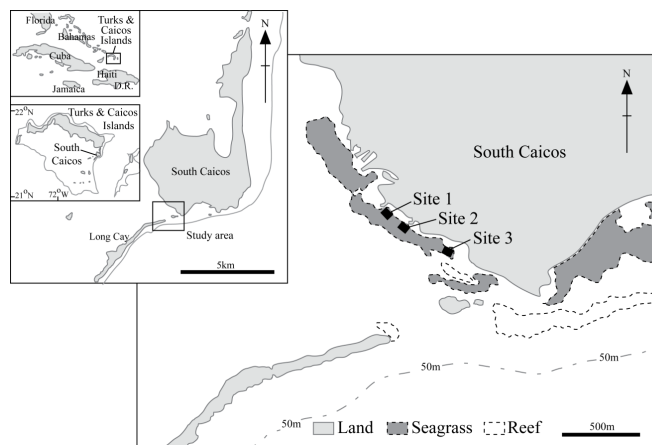 Florida
Bahamas
Turks &
Caicos
Islands
Cuba
Haiti
D.R.
Jamaica
22°N
Turks & Caicos
Islands
South
Caicos
21°N
72°W
N
South Caicos
Long Cay
Study area
5km
N
South Caicos
Site 1
Site 2
Site 3
50m
50m
50m
Land
Seagrass
Reef
500m